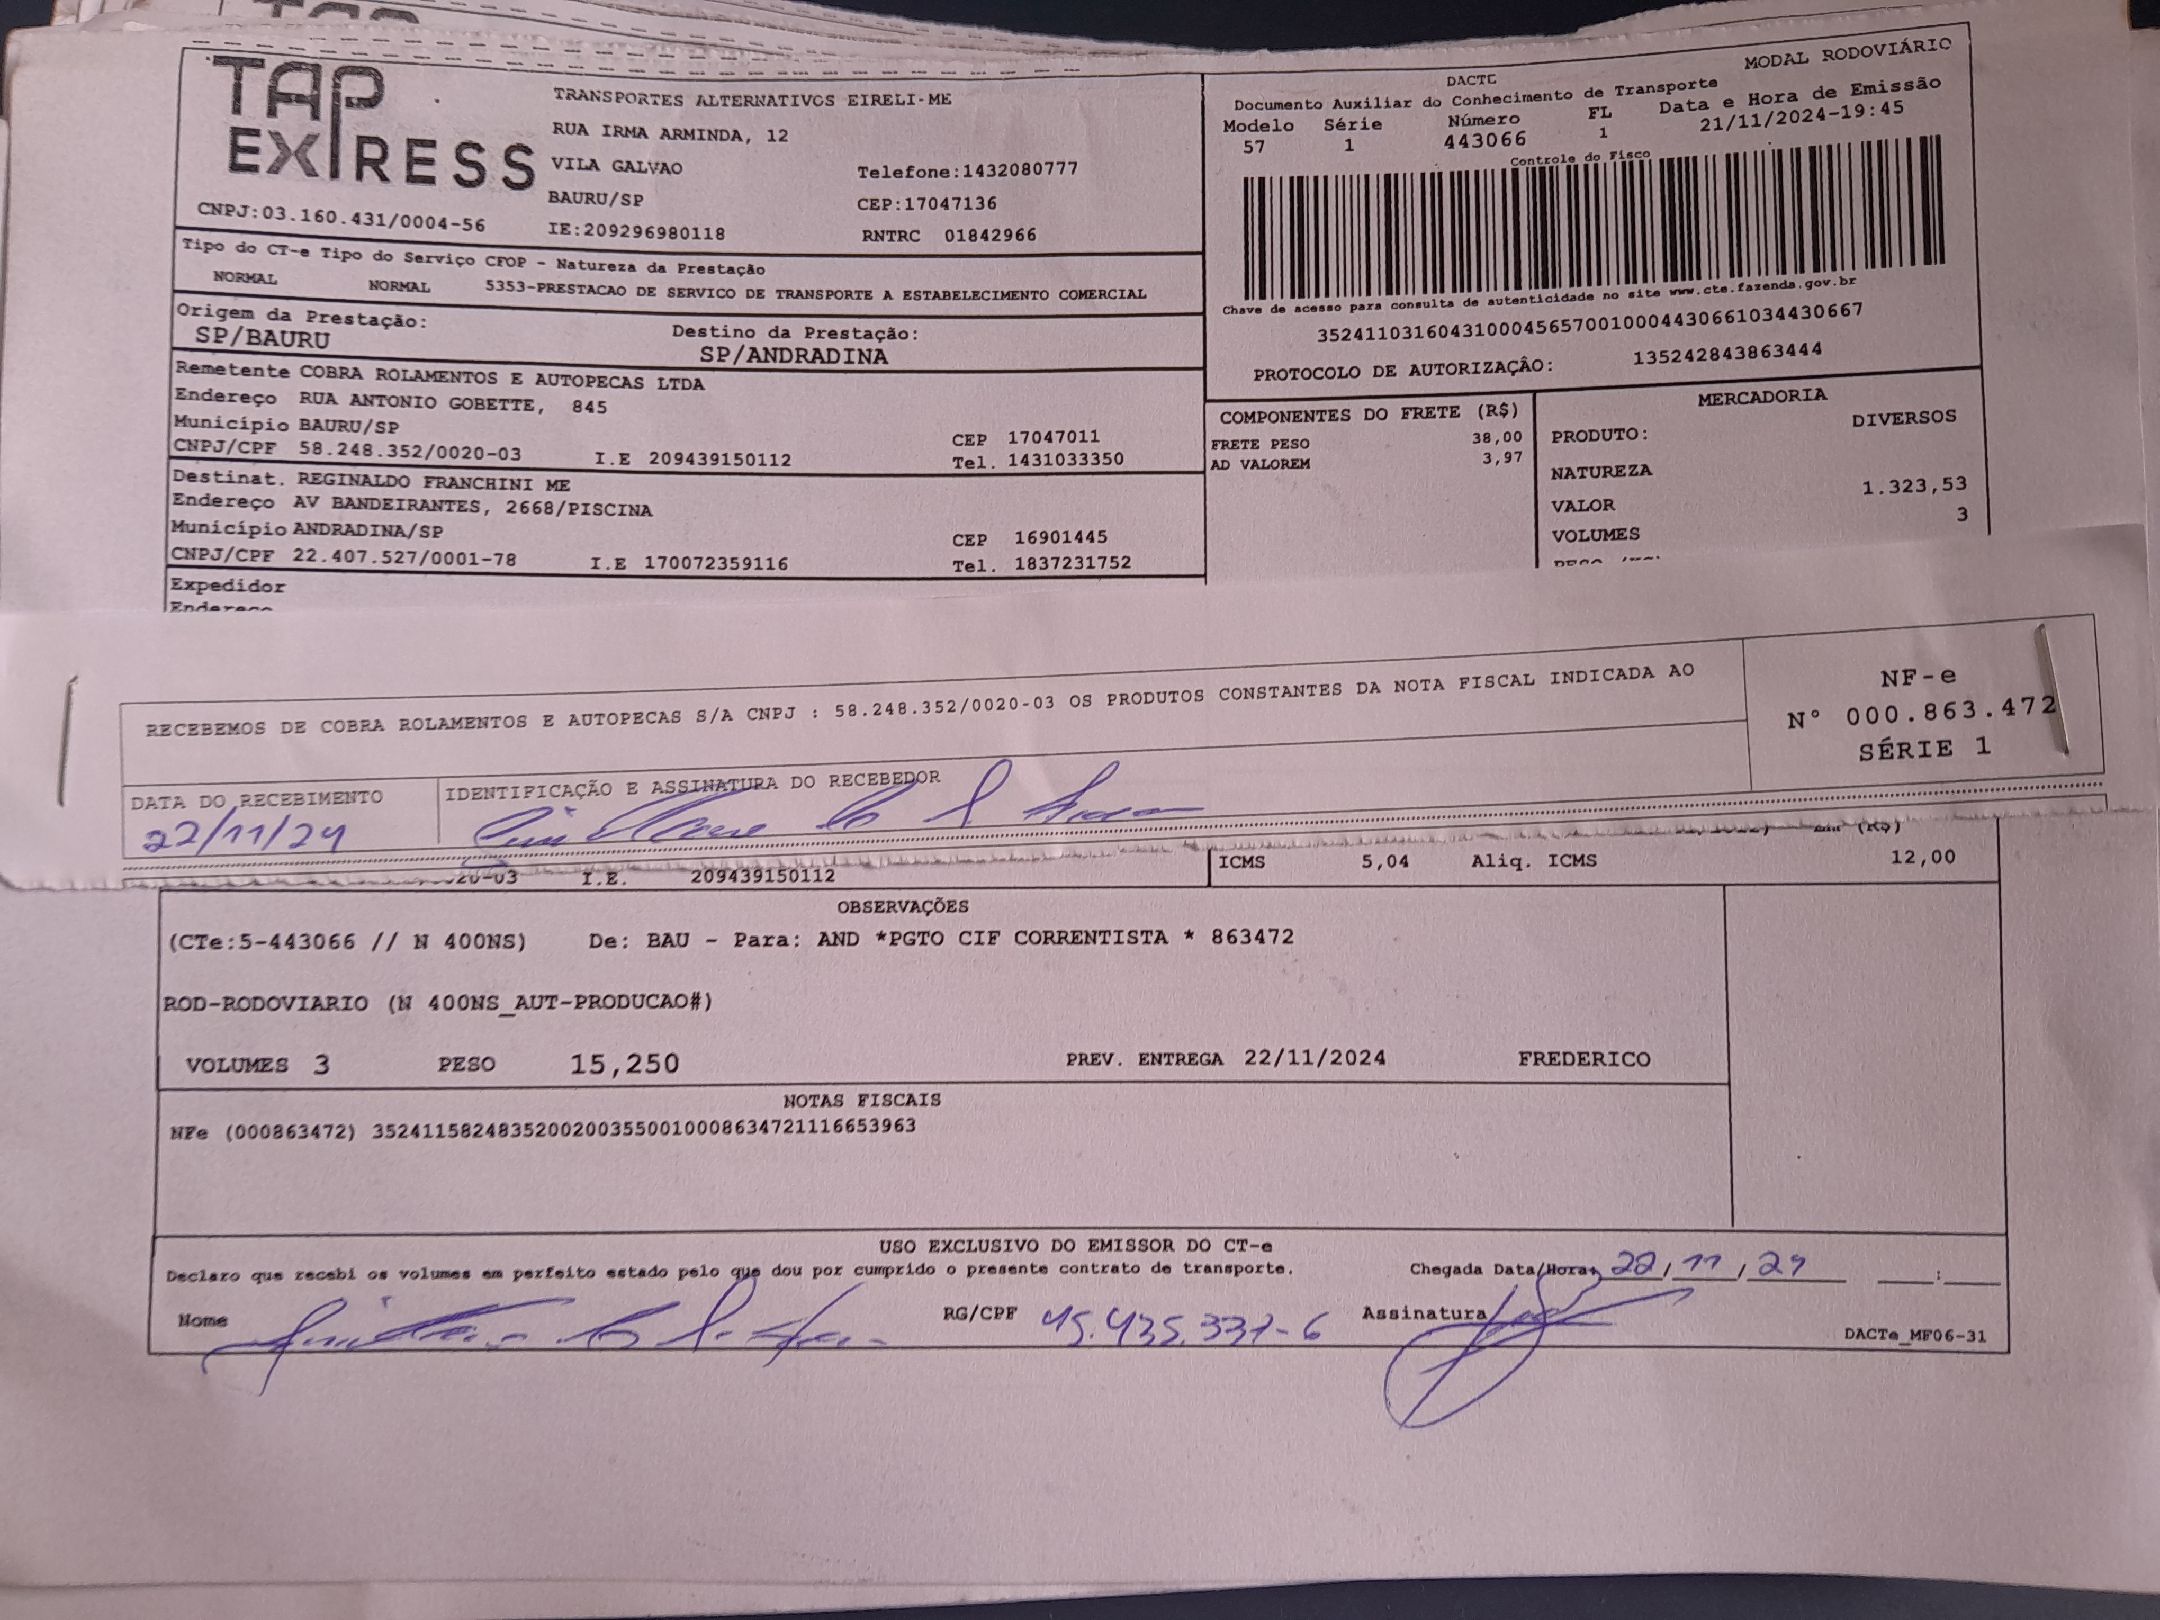 TAP
EXPRESS
TRANSPORTES ALTERNATIVOS EIRELI-ME
RUA IRMA ARMINDA, 12
VILA GALVAO Telefone:1432080777
BAURU/SP CEP:17047136
CNPJ:03.160.431/0004-56 IE:209296980118 RNTRC 01842966
MODAL RODOVIÁRIO
DACTE
Documento Auxiliar do Conhecimento de Transporte
Modelo Série Número FL Data e Hora de Emissão
57 1 443066 1 21/11/2024-19:45
Controle do Fisco
Chave de acesso para consulta de autenticidade no site www.cte.fazenda.gov.br
35241103160431000456570010004430661034430667
PROTOCOLO DE AUTORIZAÇÃO: 135242843863444
Tipo do CT-e Tipo do Serviço CFOP - Natureza da Prestação
NORMAL NORMAL 5353-PRESTACAO DE SERVICO DE TRANSPORTE A ESTABELECIMENTO COMERCIAL
Origem da Prestação: Destino da Prestação:
SP/BAURU SP/ANDRADINA
Remetente COBRA ROLAMENTOS E AUTOPECAS LTDA
Endereço RUA ANTONIO GOBETTE, 845
Município BAURU/SP CEP 17047011
CNPJ/CPF 58.248.352/0020-03 I.E 209439150112 Tel. 1431033350
Destinat. REGINALDO FRANCHINI ME
Endereço AV BANDEIRANTES, 2668/PISCINA
Município ANDRADINA/SP CEP 16901445
CNPJ/CPF 22.407.527/0001-78 I.E 170072359116 Tel. 1837231752
Expedidor
Endereço
COMPONENTES DO FRETE (R$)
FRETE PESO 38,00
AD VALOREM 3,97
MERCADORIA
PRODUTO: DIVERSOS
NATUREZA
VALOR 1.323,53
VOLUMES 3
RECEBEMOS DE COBRA ROLAMENTOS E AUTOPECAS S/A CNPJ : 58.248.352/0020-03 OS PRODUTOS CONSTANTES DA NOTA FISCAL INDICADA AO
NF-e
N° 000.863.472
SÉRIE 1
DATA DO RECEBIMENTO IDENTIFICAÇÃO E ASSINATURA DO RECEBEDOR
22/11/24
20-03 I.E. 209439150112
ICMS 5,04 Aliq. ICMS 12,00
OBSERVAÇÕES
(CTe:5-443066 // N 400NS) De: BAU - Para: AND *PGTO CIF CORRENTISTA * 863472
ROD-RODOVIARIO (N 400NS_AUT-PRODUCAO#)
VOLUMES 3 PESO 15,250 PREV. ENTREGA 22/11/2024 FREDERICO
NOTAS FISCAIS
NFe (000863472) 35241158248352002003550010008634721116653963
USO EXCLUSIVO DO EMISSOR DO CT-e
Declaro que recebi os volumes em perfeito estado pelo que dou por cumprido o presente contrato de transporte. Chegada Data/Hora: 22/11/24 :
Nome RG/CPF 45.435.337-6 Assinatura
DACTe_MF06-31